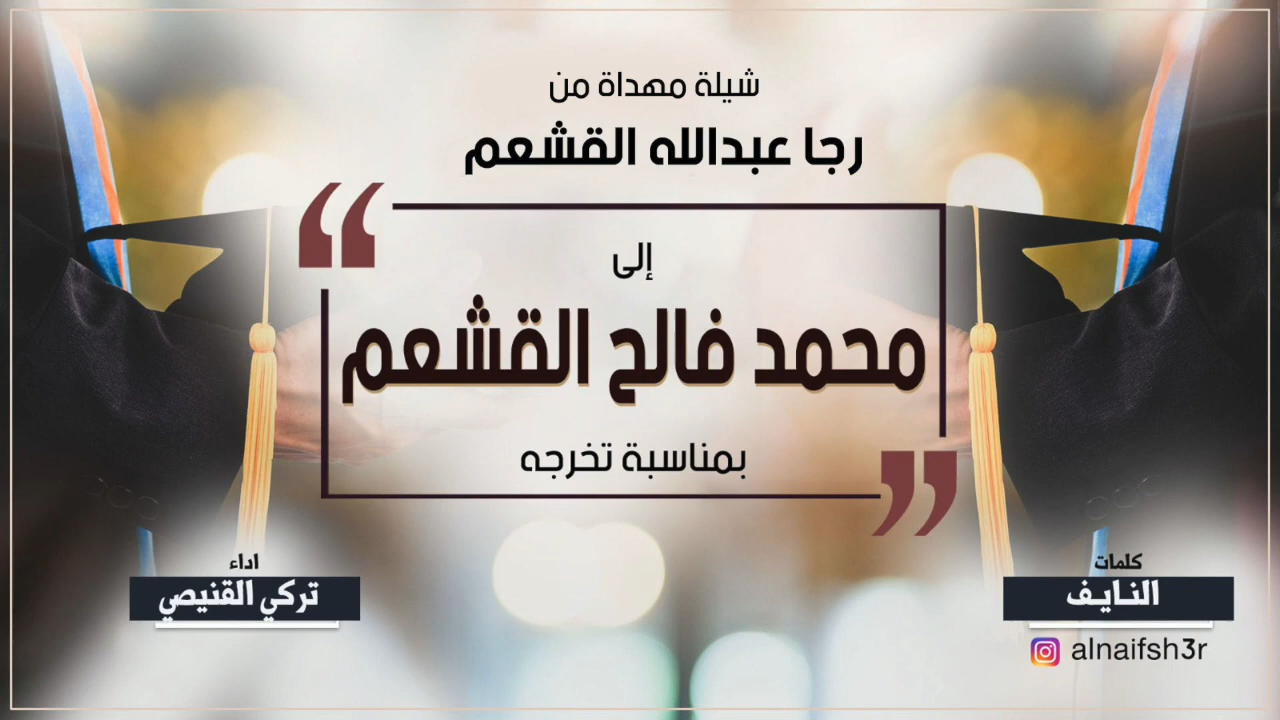 شيلة مهداة من
رجا عبدالله القشعم
إلى
محمد فالح القشعم
بمناسبة تخرجه
كلمات
النايف
alnaifsh3r
اداء
تركي القنيصي